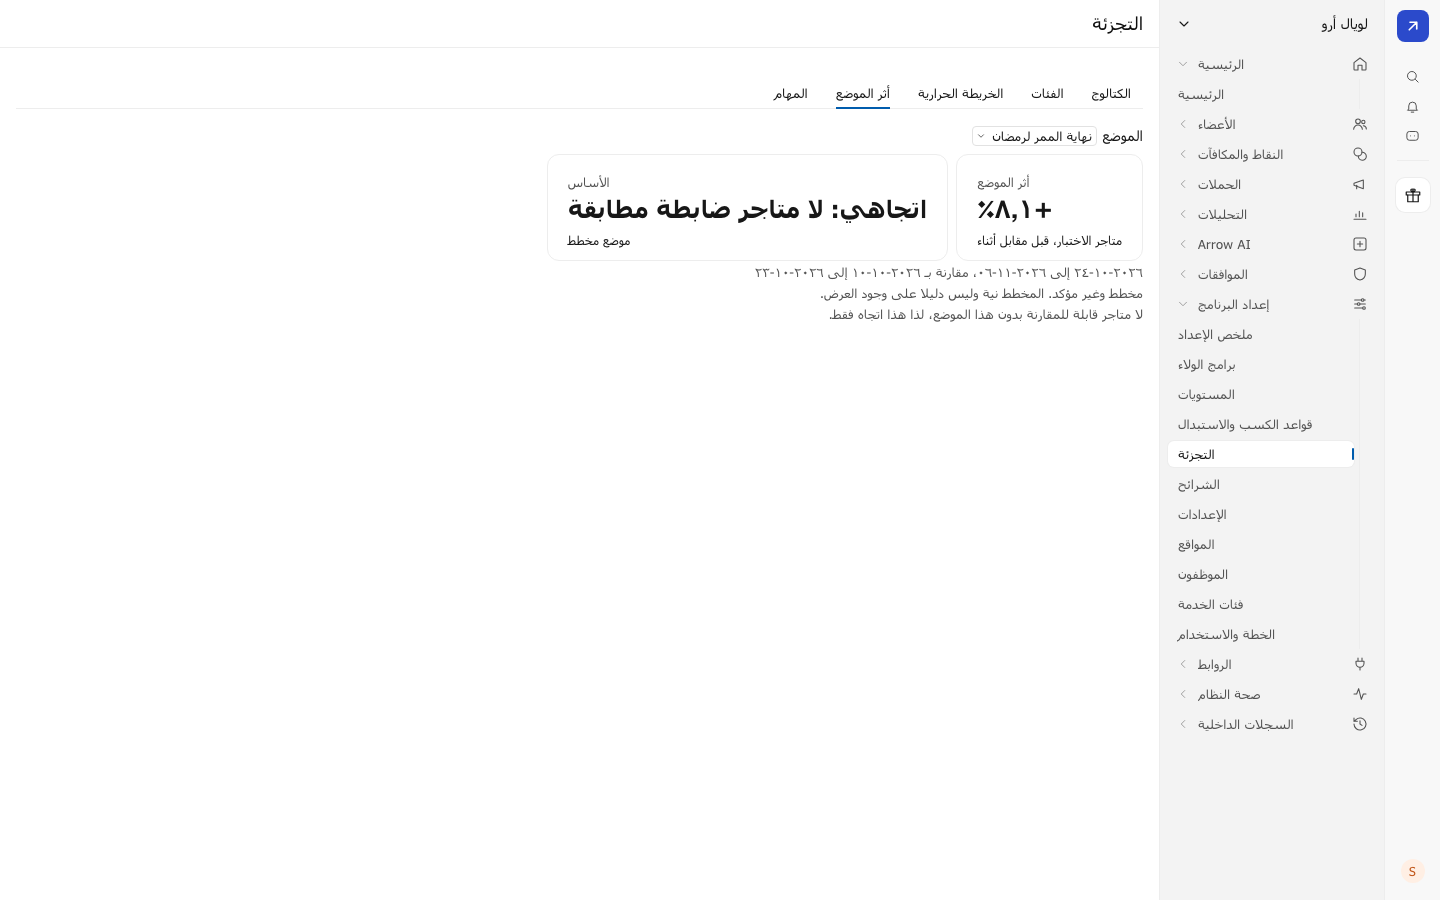 لويال أرو
الرئيسية
الرئيسية
الأعضاء
النقاط والمكافآت
الحملات
التحليلات
Arrow AI
الموافقات
إعداد البرنامج
ملخص الإعداد
برامج الولاء
المستويات
قواعد الكسب والاستبدال
التجزئة
الشرائح
الإعدادات
المواقع
الموظفون
فئات الخدمة
الخطة والاستخدام
الروابط
صحة النظام
السجلات الداخلية
S
التجزئة
الكتالوج الفئات الخريطة الحرارية أثر الموضع المهام
الموضع نهاية الممر لرمضان
أثر الموضع
+٨٫١٪
متاجر الاختبار، قبل مقابل أثناء
الأساس
اتجاهي: لا متاجر ضابطة مطابقة
موضع مخطط
٢٠٢٦-١٠-٢٤ إلى ٢٠٢٦-١١-٠٦، مقارنة بـ ٢٠٢٦-١٠-١٠ إلى ٢٠٢٦-١٠-٢٣
مخطط وغير مؤكد. المخطط نية وليس دليلا على وجود العرض.
لا متاجر قابلة للمقارنة بدون هذا الموضع، لذا هذا اتجاه فقط.